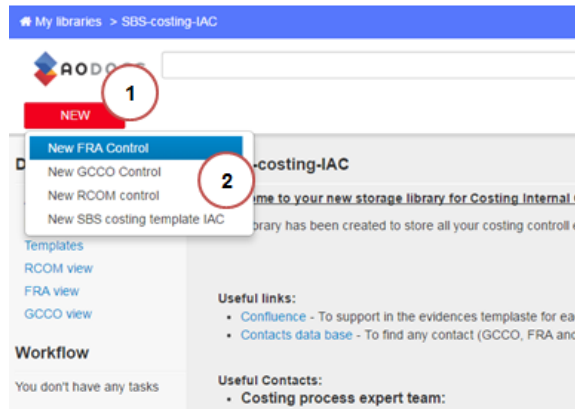 My libraries > SBS-costing-IAC
AODOCS
1
NEW
New FRA Control
2
-costing-IAC
New GCCO Control
New RCOM control
me to your new storage library for Costing Internal
New SBS costing template IAC
brary has been created to store all your costing controll
Templates
RCOM view
FRA view
GCCO view
Useful links:
• Confluence - To support in the evidences templaste for ea
• Contacts data base - To find any contact (GCCO, FRA and
Workflow
You don't have any tasks
Useful Contacts:
• Costing process expert team: